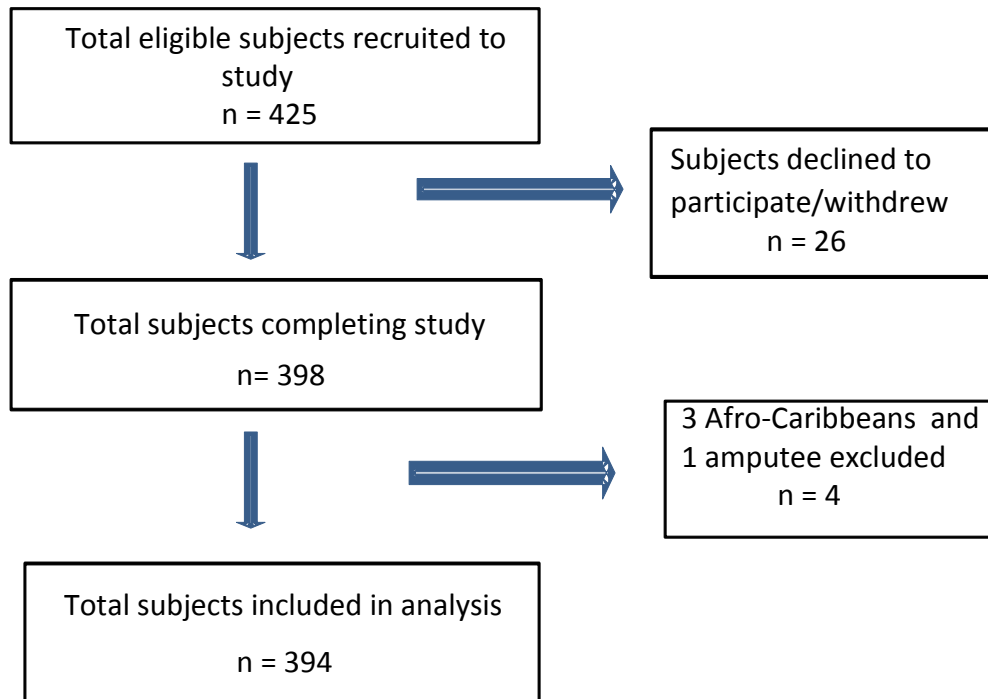 Total eligible subjects recruited to
study
n = 425
Subjects declined to
participate/withdrew
n = 26
Total subjects completing study
n= 398
3 Afro-Caribbeans and
1 amputee excluded
n = 4
Total subjects included in analysis
n = 394